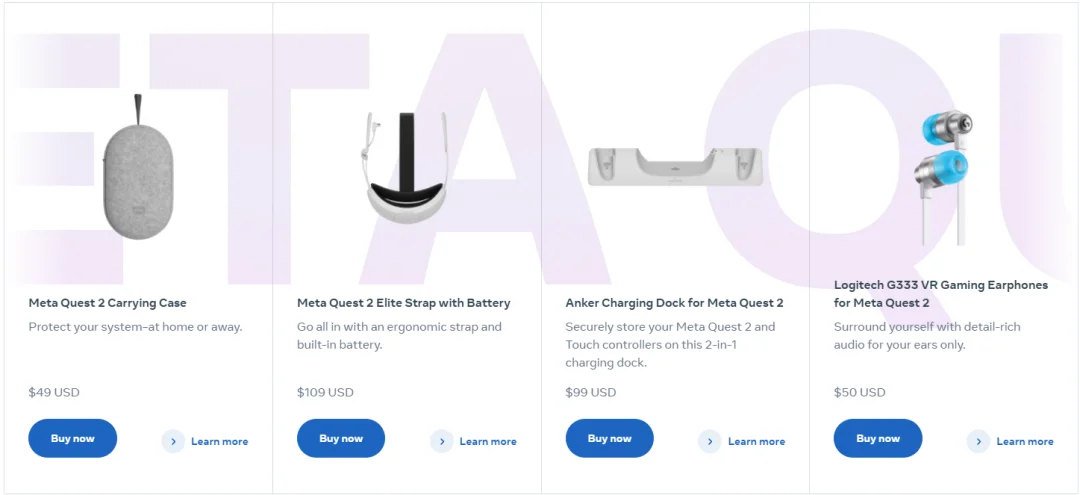 ETA QU
Meta Quest 2 Carrying Case
Protect your system–at home or away.
$49 USD
Buy now
Learn more
Meta Quest 2 Elite Strap with Battery
Go all in with an ergonomic strap and
built-in battery.
$109 USD
Buy now
Learn more
Anker Charging Dock for Meta Quest 2
Securely store your Meta Quest 2 and
Touch controllers on this 2-in-1
charging dock.
$99 USD
Buy now
Learn more
Logitech G333 VR Gaming Earphones
for Meta Quest 2
Surround yourself with detail-rich
audio for your ears only.
$50 USD
Buy now
Learn more